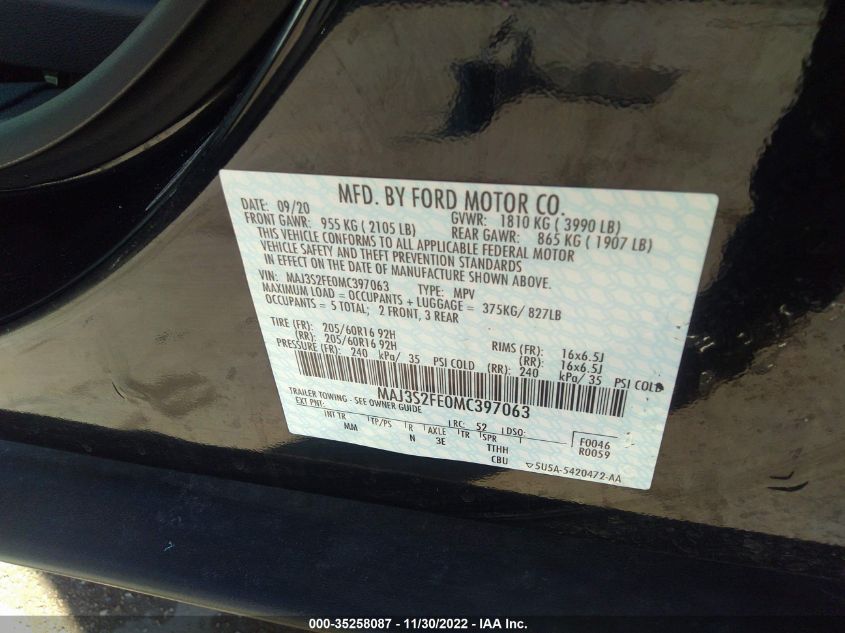 MFD. BY FORD MOTOR CO.
DATE: 09/20 GVWR: 1810 KG ( 3990 LB)
FRONT GAWR: 955 KG ( 2105 LB) REAR GAWR: 865 KG ( 1907 LB)
THIS VEHICLE CONFORMS TO ALL APPLICABLE FEDERAL MOTOR
VEHICLE SAFETY AND THEFT PREVENTION STANDARDS
IN EFFECT ON THE DATE OF MANUFACTURE SHOWN ABOVE.
VIN: MAJ3S2FE0MC397063 TYPE: MPV
MAXIMUM LOAD = OCCUPANTS + LUGGAGE = 375KG/ 827LB
OCCUPANTS = 5 TOTAL; 2 FRONT, 3 REAR
TIRE (FR): 205/60R16 92H RIMS (FR): 16x6.5J
(RR): 205/60R16 92H (RR): 16x6.5J
PRESSURE (FR): 240 kPa/ 35 PSI COLD (RR): 240 kPa/ 35 PSI COLD
MAJ3S2FE0MC397063
TRAILER TOWING - SEE OWNER GUIDE
EXT PNT: RC: 52 DSO: F0046
INT TR TP/PS R AXLE TR SPR R0059
MM N 3E TTHH
CBU 5U5A-5420472-AA
000-35258087 - 11/30/2022 - IAA Inc.